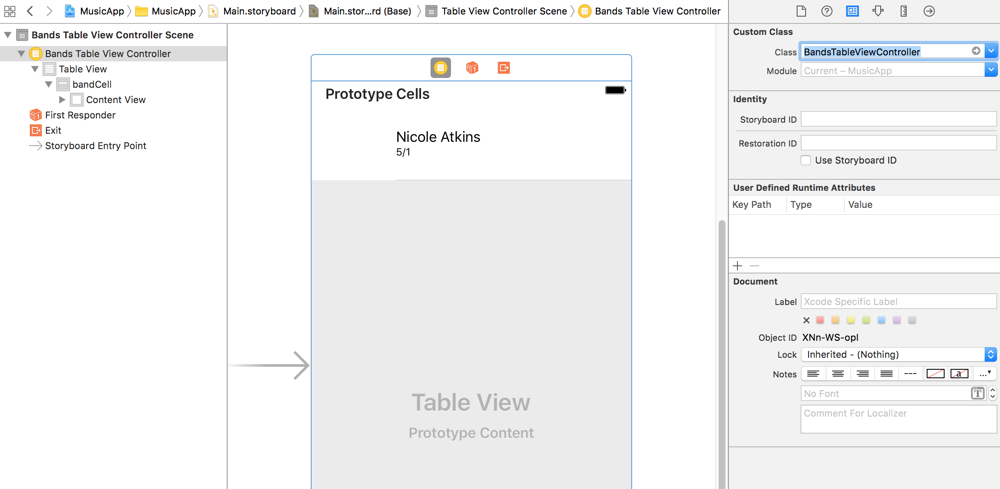 MusicApp MusicApp Main.storyboard Main.stor...rd (Base) Table View Controller Scene Bands Table View Controller
Bands Table View Controller Scene
Bands Table View Controller
Table View
bandCell
Content View
First Responder
Exit
Storyboard Entry Point
Prototype Cells
Nicole Atkins
5/1
Table View
Prototype Content
Custom Class
Class BandsTableViewController
Module Current – MusicApp
Identity
Storyboard ID
Restoration ID
Use Storyboard ID
User Defined Runtime Attributes
Key Path Type Value
Document
Label Xcode Specific Label
Object ID XNn-WS-opl
Lock Inherited - (Nothing)
Notes --- a ...
No Font T
Comment For Localizer